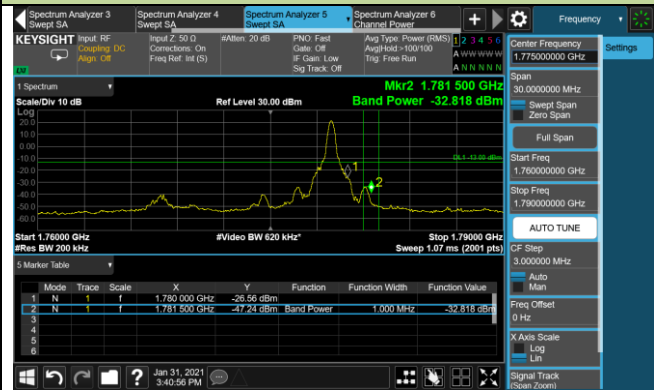 Spectrum Analyzer 3
Swept SA
Spectrum Analyzer 4
Swept SA
Spectrum Analyzer 5
Swept SA
Spectrum Analyzer 6
Channel Power
+
Frequency
KEYSIGHT
Input: RF
Coupling: DC
Align: Off
Input Z: 50 Ω
Corrections: On
Freq Ref: Int (S)
#Atten: 20 dB
PNO: Fast
Gate: Off
IF Gain: Low
Sig Track: Off
Avg Type: Power (RMS)
Avg|Hold:>100/100
Trig: Free Run
1 2 3 4 5 6
A W W W W W
A N N N N N
LXI
1 Spectrum
Scale/Div 10 dB
Ref Level 30.00 dBm
Mkr2 1.781 500 GHz
Band Power -32.818 dBm
Log
20.0
10.0
0.00
-10.0
-20.0
-30.0
-40.0
-50.0
-60.0
DL1 -13.00 dBm
1
2
Start 1.76000 GHz
#Res BW 200 kHz
#Video BW 620 kHz*
Stop 1.79000 GHz
Sweep 1.07 ms (2001 pts)
5 Marker Table
Mode Trace Scale X Y Function Function Width Function Value
1 N 1 f 1.780 000 GHz -26.56 dBm
2 N 1 f 1.781 500 GHz -47.24 dBm Band Power 1.000 MHz -32.818 dBm
3
4
5
6
Jan 31, 2021
3:40:56 PM
Center Frequency
1.775000000 GHz
Settings
Span
30.0000000 MHz
Swept Span
Zero Span
Full Span
Start Freq
1.760000000 GHz
Stop Freq
1.790000000 GHz
AUTO TUNE
CF Step
3.000000 MHz
Auto
Man
Freq Offset
0 Hz
X Axis Scale
Log
Lin
Signal Track
(Span Zoom)